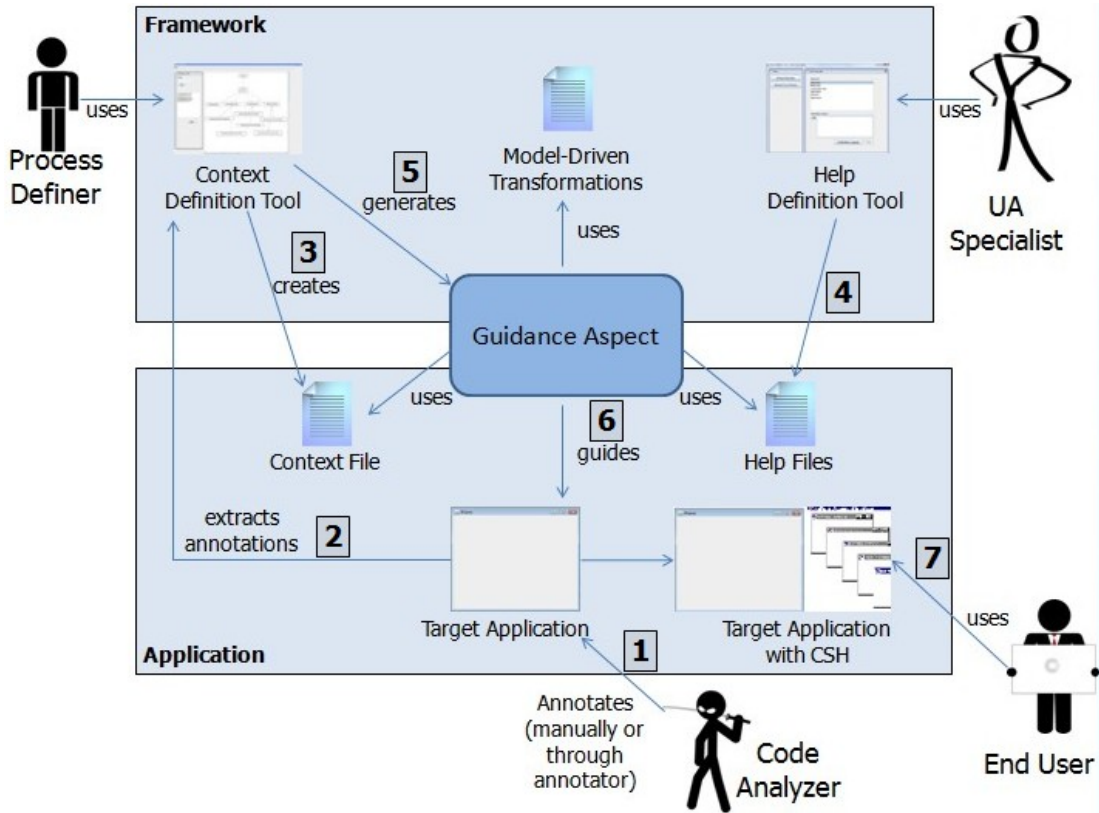 Framework
uses
Process
Definer
Context
Definition Tool
5
generates
Model-Driven
Transformations
uses
Help
Definition Tool
uses
UA
Specialist
3
creates
4
Guidance Aspect
uses
uses
6
guides
Context File
Help Files
extracts
annotations
2
7
Target Application
Target Application
with CSH
uses
Application
1
Annotates
(manually or
through
annotator)
Code
Analyzer
End User